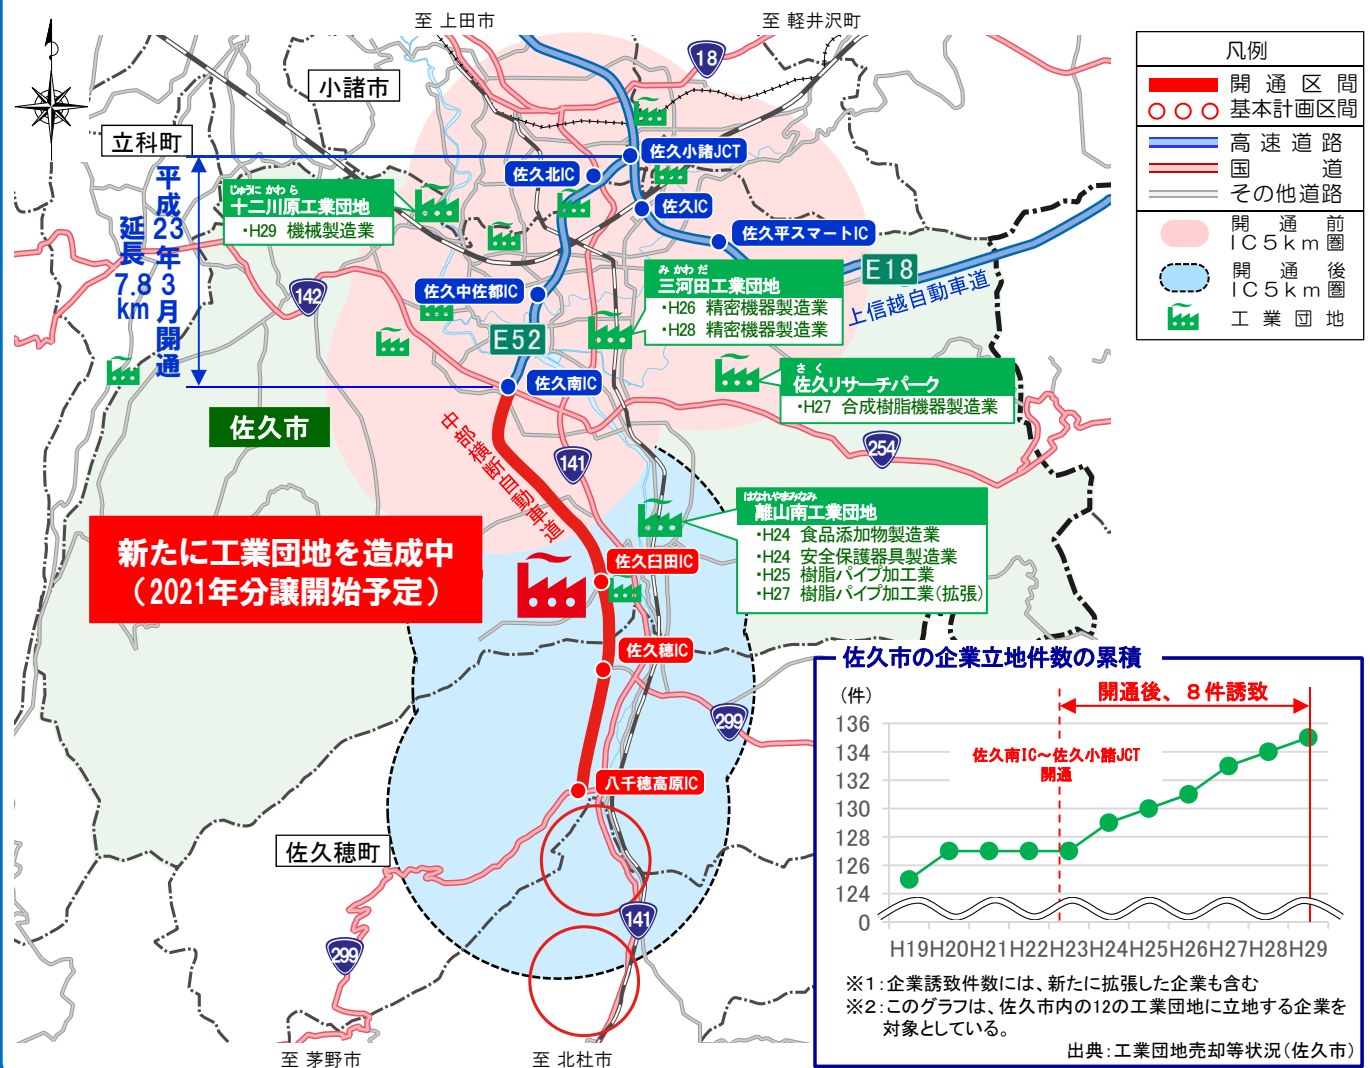 至 上田市
至 軽井沢町
18
小諸市
立科町
平成23年3月開通
延長7.8km
じゅうに かわ ら
十二川原工業団地
・H29 機械製造業
佐久小諸JCT
佐久北IC
佐久IC
佐久平スマートIC
E18
上信越自動車道
142
佐久中佐都IC
E52
み かわ だ
三河田工業団地
・H26 精密機器製造業
・H28 精密機器製造業
佐久南IC
さ く
佐久リサーチパーク
・H27 合成樹脂機器製造業
佐久市
中部横断自動車道
141
254
はなれやまみなみ
離山南工業団地
・H24 食品添加物製造業
・H24 安全保護器具製造業
・H25 樹脂パイプ加工業
・H27 樹脂パイプ加工業(拡張)
新たに工業団地を造成中
（2021年分譲開始予定）
佐久臼田IC
佐久穂IC
299
八千穂高原IC
佐久穂町
141
299
至 茅野市
至 北杜市
凡例
開通区間
基本計画区間
高速道路
国道
その他道路
開通前
IC5km圏
開通後
IC5km圏
工業団地
佐久市の企業立地件数の累積
(件)
開通後、8件誘致
佐久南IC～佐久小諸JCT
開通
136
134
132
130
128
126
124
0
H19 H20 H21 H22 H23 H24 H25 H26 H27 H28 H29
※1：企業誘致件数には、新たに拡張した企業も含む
※2：このグラフは、佐久市内の12の工業団地に立地する企業を
対象としている。
出典：工業団地売却等状況(佐久市)